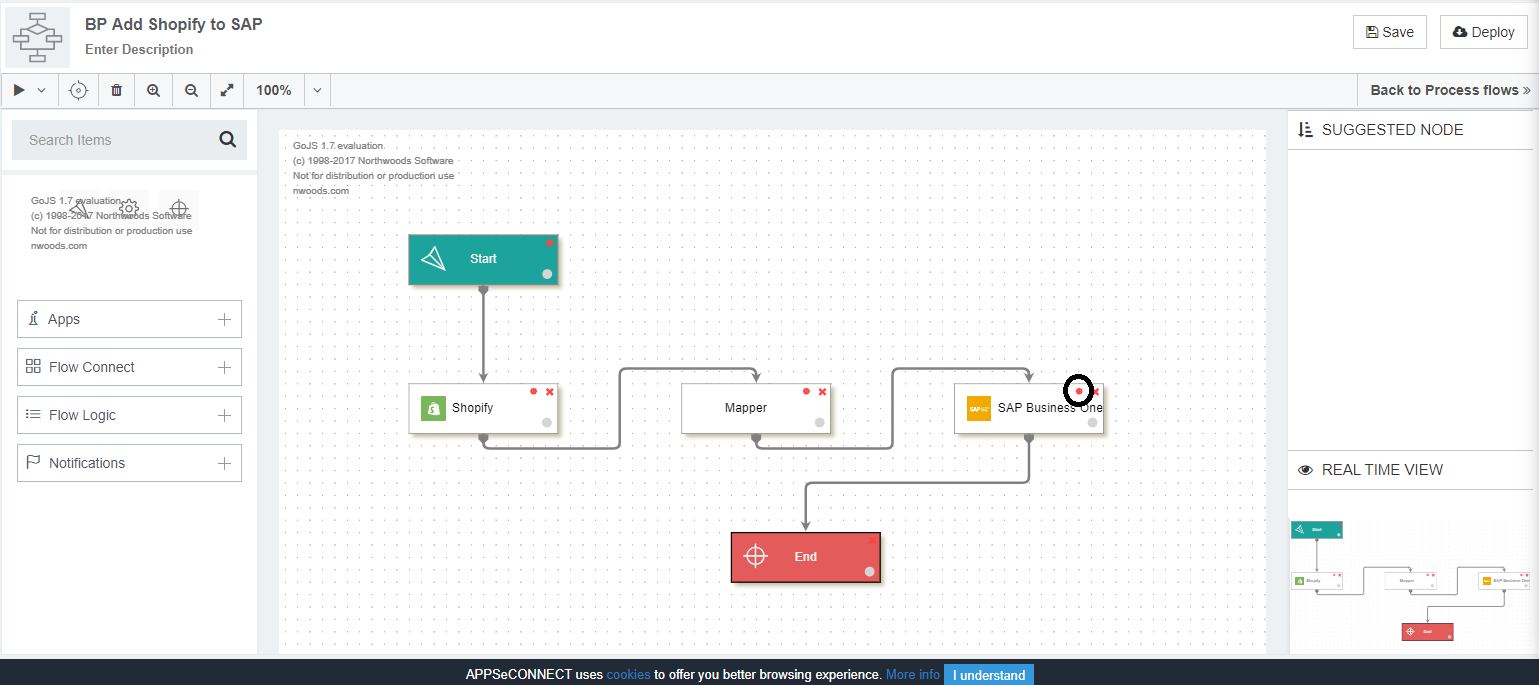 BP Add Shopify to SAP
Enter Description
Save
Deploy
100%
Back to Process flows »
Search Items
GoJS 1.7 evaluation
(c) 1998-2017 Northwoods Software
Not for distribution or production use
nwoods.com
Apps
Flow Connect
Flow Logic
Notifications
GoJS 1.7 evaluation
(c) 1998-2017 Northwoods Software
Not for distribution or production use
nwoods.com
Start
Shopify
Mapper
SAP
SAP Business One
End
SUGGESTED NODE
REAL TIME VIEW
Start
Shopify
Mapper
SAP Business One
End
APPSeCONNECT uses cookies to offer you better browsing experience. More info
I understand